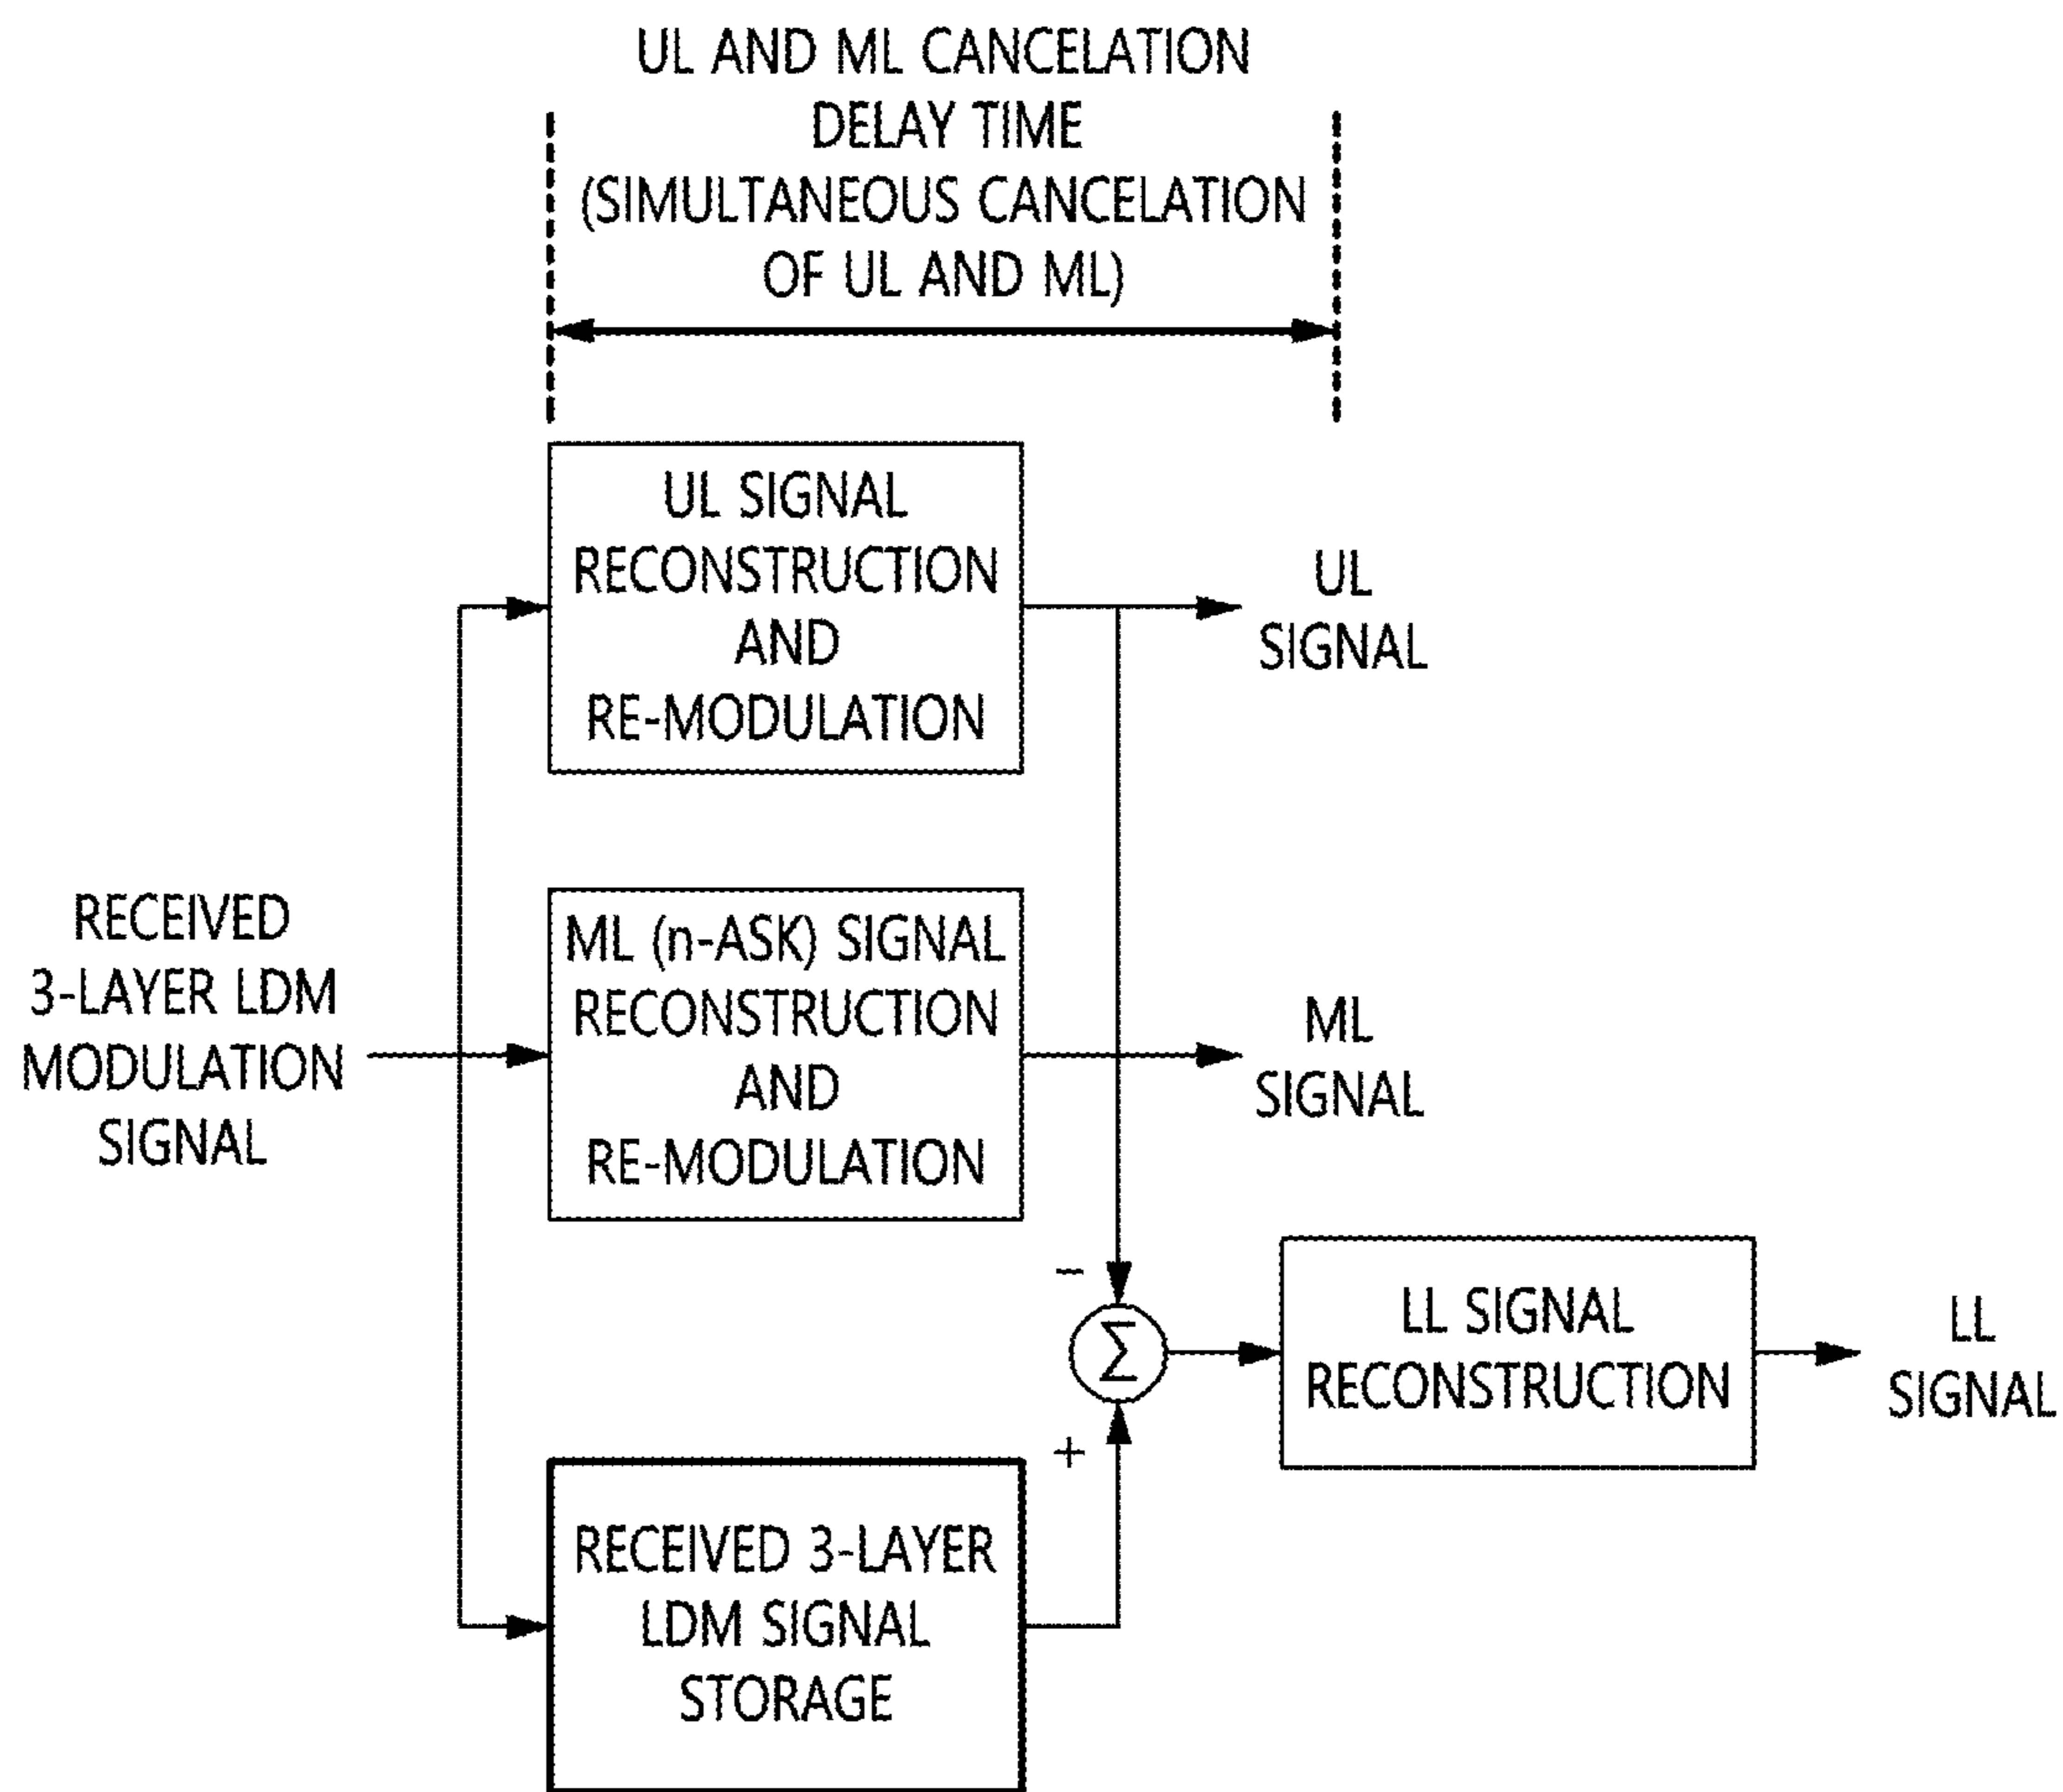 UL AND ML CANCELATION
DELAY TIME
(SIMULTANEOUS CANCELATION
OF UL AND ML)
UL SIGNAL
RECONSTRUCTION
AND
RE-MODULATION
UL
SIGNAL
RECEIVED
3-LAYER LDM
MODULATION
SIGNAL
ML (n-ASK) SIGNAL
RECONSTRUCTION
AND
RE-MODULATION
ML
SIGNAL
−
Σ
+
LL SIGNAL
RECONSTRUCTION
LL
SIGNAL
RECEIVED 3-LAYER
LDM SIGNAL
STORAGE